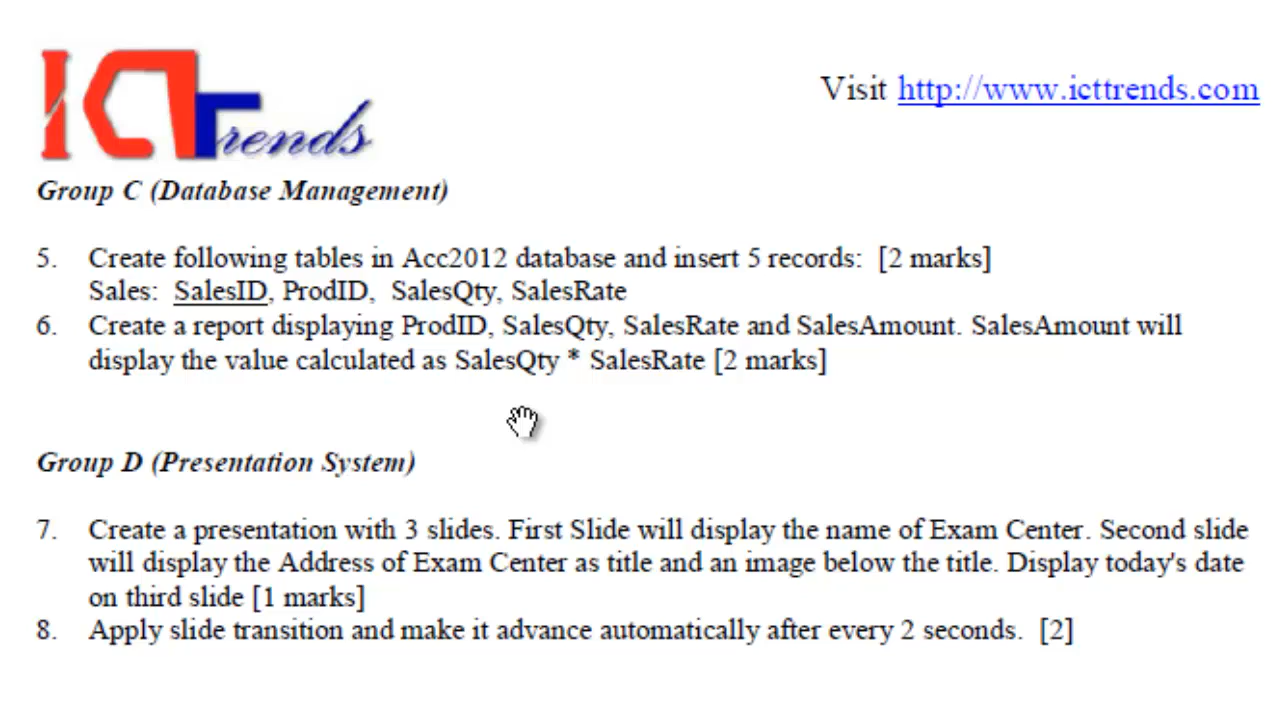 ICTrends
Visit http://www.icttrends.com
Group C (Database Management)
5. Create following tables in Acc2012 database and insert 5 records: [2 marks]
Sales: SalesID, ProdID, SalesQty, SalesRate
6. Create a report displaying ProdID, SalesQty, SalesRate and SalesAmount. SalesAmount will
display the value calculated as SalesQty * SalesRate [2 marks]
Group D (Presentation System)
7. Create a presentation with 3 slides. First Slide will display the name of Exam Center. Second slide
will display the Address of Exam Center as title and an image below the title. Display today's date
on third slide [1 marks]
8. Apply slide transition and make it advance automatically after every 2 seconds. [2]